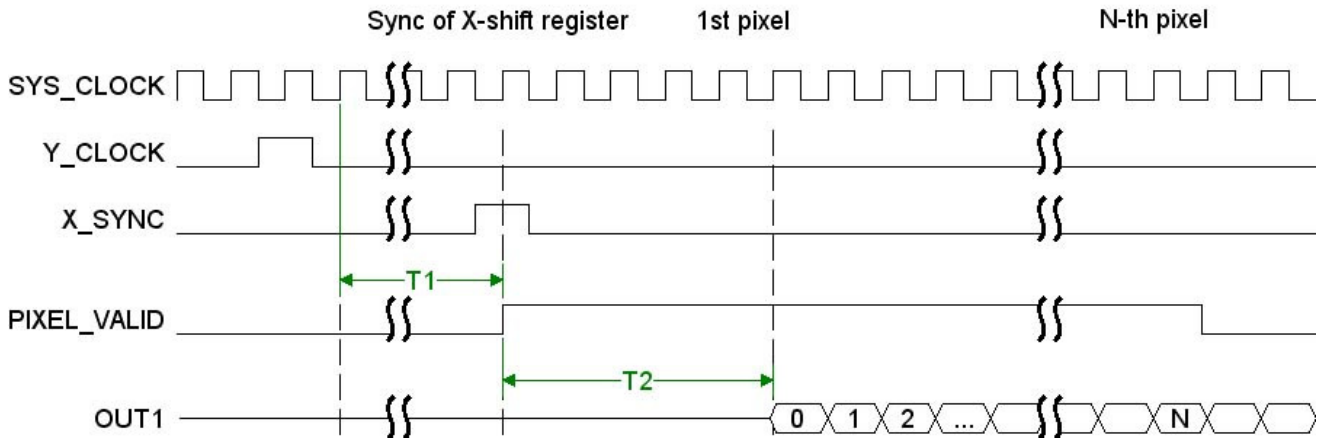 Sync of X-shift register 1st pixel N-th pixel
SYS_CLOCK
Y_CLOCK
X_SYNC
T1
PIXEL_VALID
T2
OUT1 0 1 2 ... N